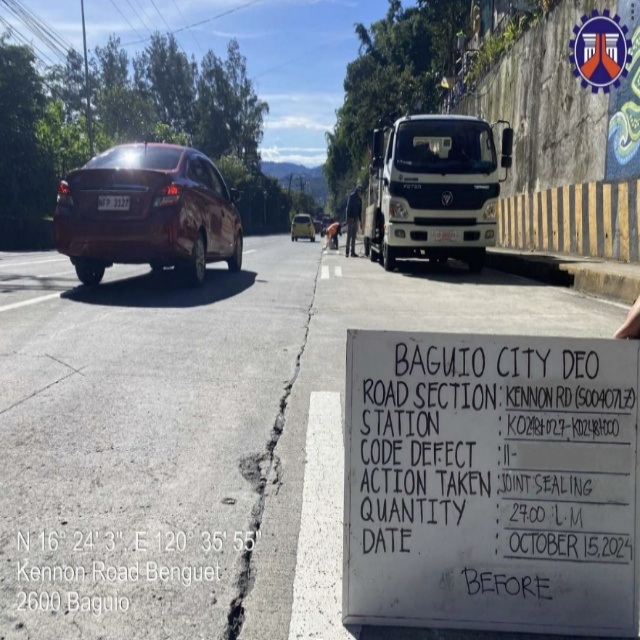 BAGUIO CITY DEO
ROAD SECTION: KENNON RD (S00407LZ)
STATION : K0248+027-K0248+100
CODE DEFECT : 11-
ACTION TAKEN : JOINT SEALING
QUANTITY : 2700 L.M
DATE : OCTOBER 15, 2024
BEFORE
N 16° 24' 3", E 120° 35' 55"
Kennon Road Benguet
2600 Baguio
FOTON